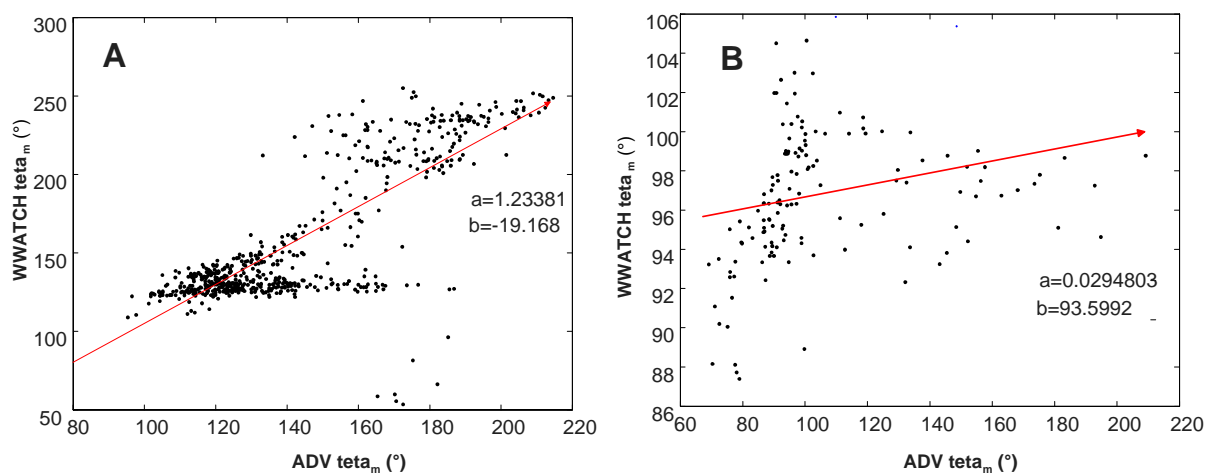 A
300
250
200
150
100
50
WWATCH teta_m (°)
a=1.23381
b=-19.168
80 100 120 140 160 180 200 220
ADV teta_m (°)
B
106
104
102
100
98
96
94
92
90
88
86
WWATCH teta_m (°)
a=0.0294803
b=93.5992
60 80 100 120 140 160 180 200 220
ADV teta_m (°)